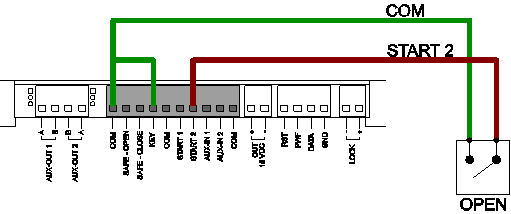 COM
START 2
A
B
B
A
AUX-OUT 1
AUX-OUT 2
COM
SAFE - OPEN
SAFE - CLOSE
KEY
COM
START 1
START 2
AUX-IN 1
AUX-IN 2
COM
OUT
15 VDC
-
+
RST
PWF
DATA
GND
LOCK
-
+
OPEN